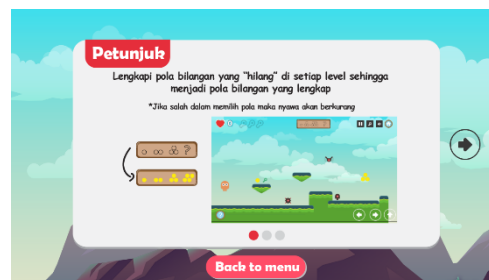 Petunjuk
Lengkapi pola bilangan yang "hilang" di setiap level sehingga
menjadi pola bilangan yang lengkap
*Jika salah dalam memilih pola maka nyawa akan berkurang
?
Back to menu